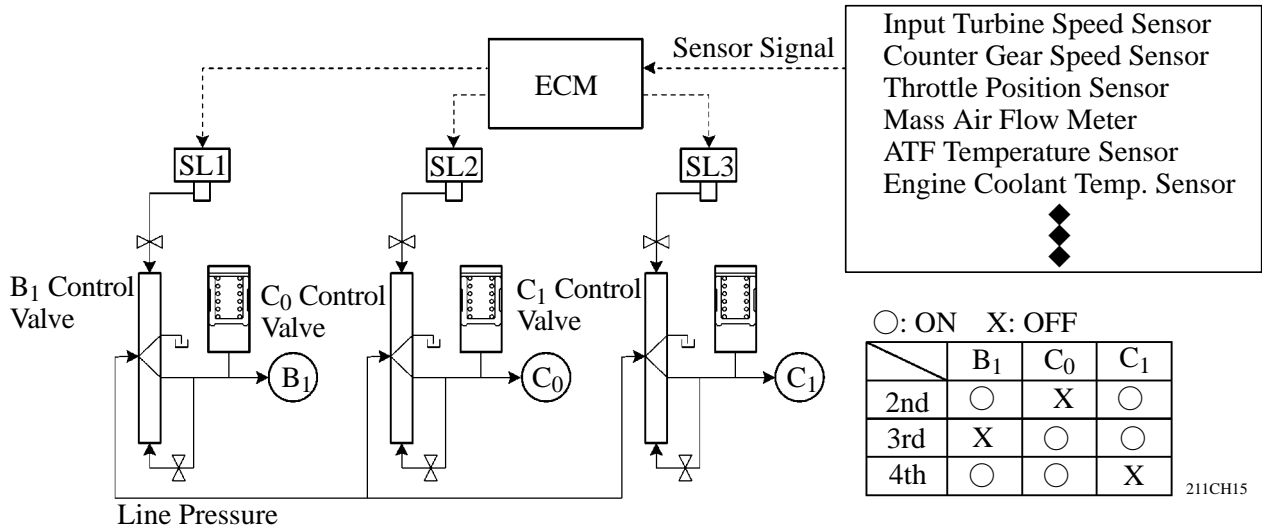 Input Turbine Speed Sensor
Counter Gear Speed Sensor
Throttle Position Sensor
Mass Air Flow Meter
ATF Temperature Sensor
Engine Coolant Temp. Sensor
Sensor Signal
ECM
SL1
SL2
SL3
B1 Control
Valve
C0 Control
Valve
C1 Control
Valve
B1
C0
C1
Line Pressure
○: ON X: OFF
B1 C0 C1
2nd ○ X ○
3rd X ○ ○
4th ○ ○ X
211CH15